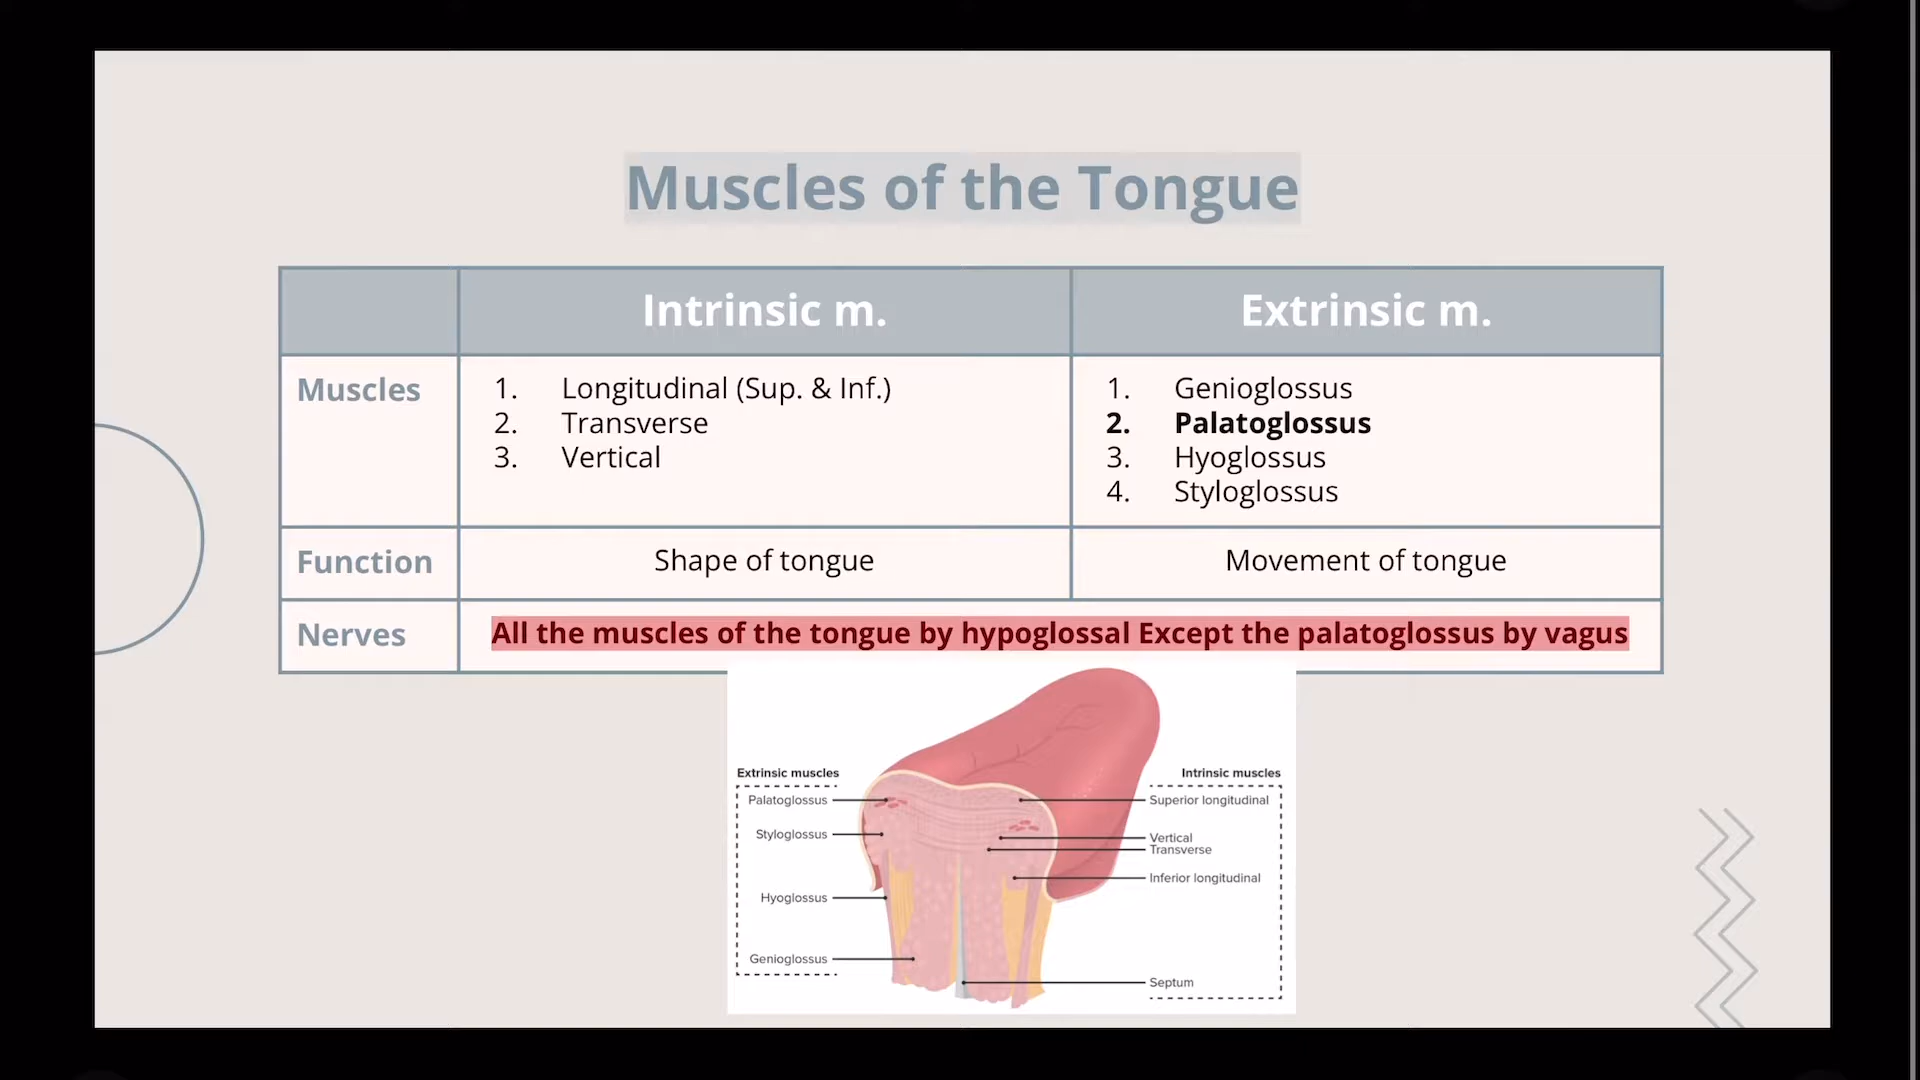 Muscles of the Tongue
Intrinsic m.
Extrinsic m.
Muscles
1. Longitudinal (Sup. & Inf.)
2. Transverse
3. Vertical
1. Genioglossus
2. Palatoglossus
3. Hyoglossus
4. Styloglossus
Function
Shape of tongue
Movement of tongue
Nerves
All the muscles of the tongue by hypoglossal Except the palatoglossus by vagus
Extrinsic muscles
Palatoglossus
Styloglossus
Hyoglossus
Genioglossus
Intrinsic muscles
Superior longitudinal
Vertical
Transverse
Inferior longitudinal
Septum